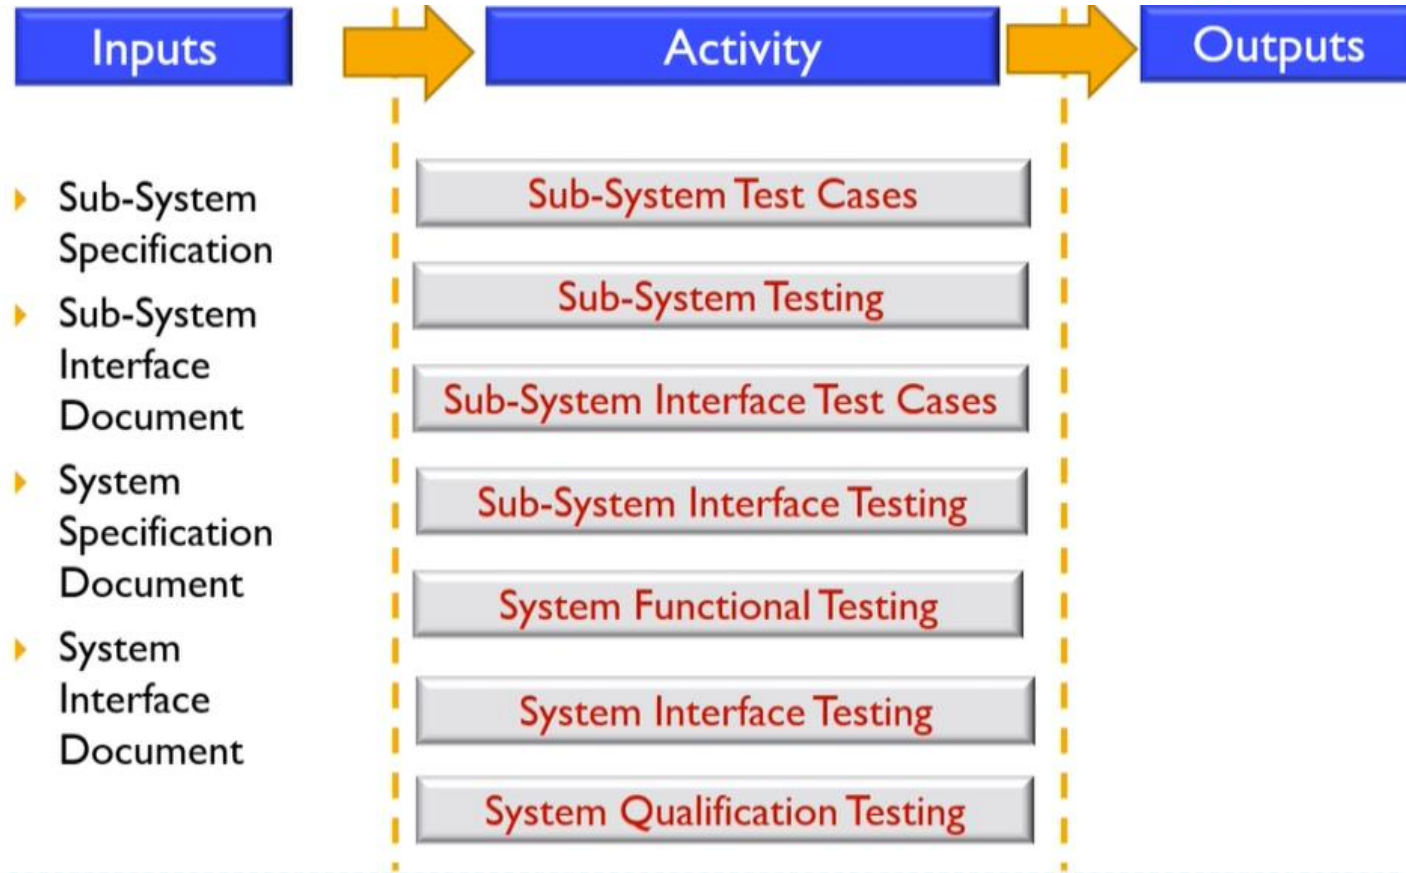 Inputs
Activity
Outputs
Sub-System
Specification
Sub-System
Interface
Document
System
Specification
Document
System
Interface
Document
Sub-System Test Cases
Sub-System Testing
Sub-System Interface Test Cases
Sub-System Interface Testing
System Functional Testing
System Interface Testing
System Qualification Testing